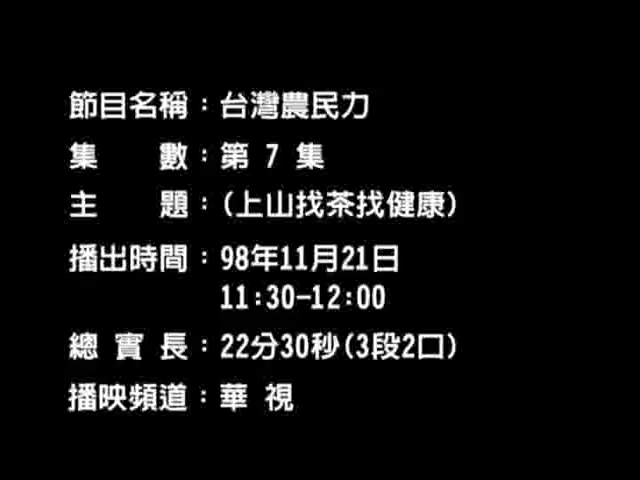 節目名稱：台灣農民力
集　　數：第 7 集
主　　題：(上山找茶找健康)
播出時間：98年11月21日
11:30-12:00
總 實 長：22分30秒(3段2口)
播映頻道：華 視